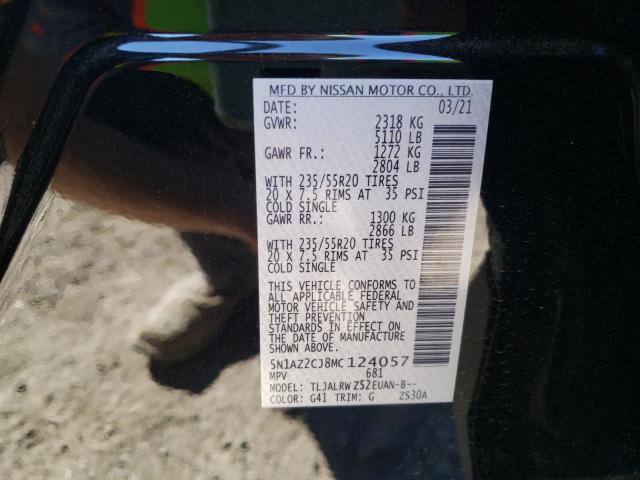 MFD BY NISSAN MOTOR CO., LTD.
DATE: 03/21
GVWR: 2318 KG
5110 LB
GAWR FR.: 1272 KG
2804 LB
WITH 235/55R20 TIRES
20 X 7.5 RIMS AT 35 PSI
COLD SINGLE
GAWR RR.: 1300 KG
2866 LB
WITH 235/55R20 TIRES
20 X 7.5 RIMS AT 35 PSI
COLD SINGLE
THIS VEHICLE CONFORMS TO
ALL APPLICABLE FEDERAL
MOTOR VEHICLE SAFETY AND
THEFT PREVENTION
STANDARDS IN EFFECT ON
THE DATE OF MANUFACTURE
SHOWN ABOVE.
5N1AZ2CJ8MC124057
MPV 681
MODEL: TLJALRWZ52EUAN-B--
COLOR: G41 TRIM: G ZS30A